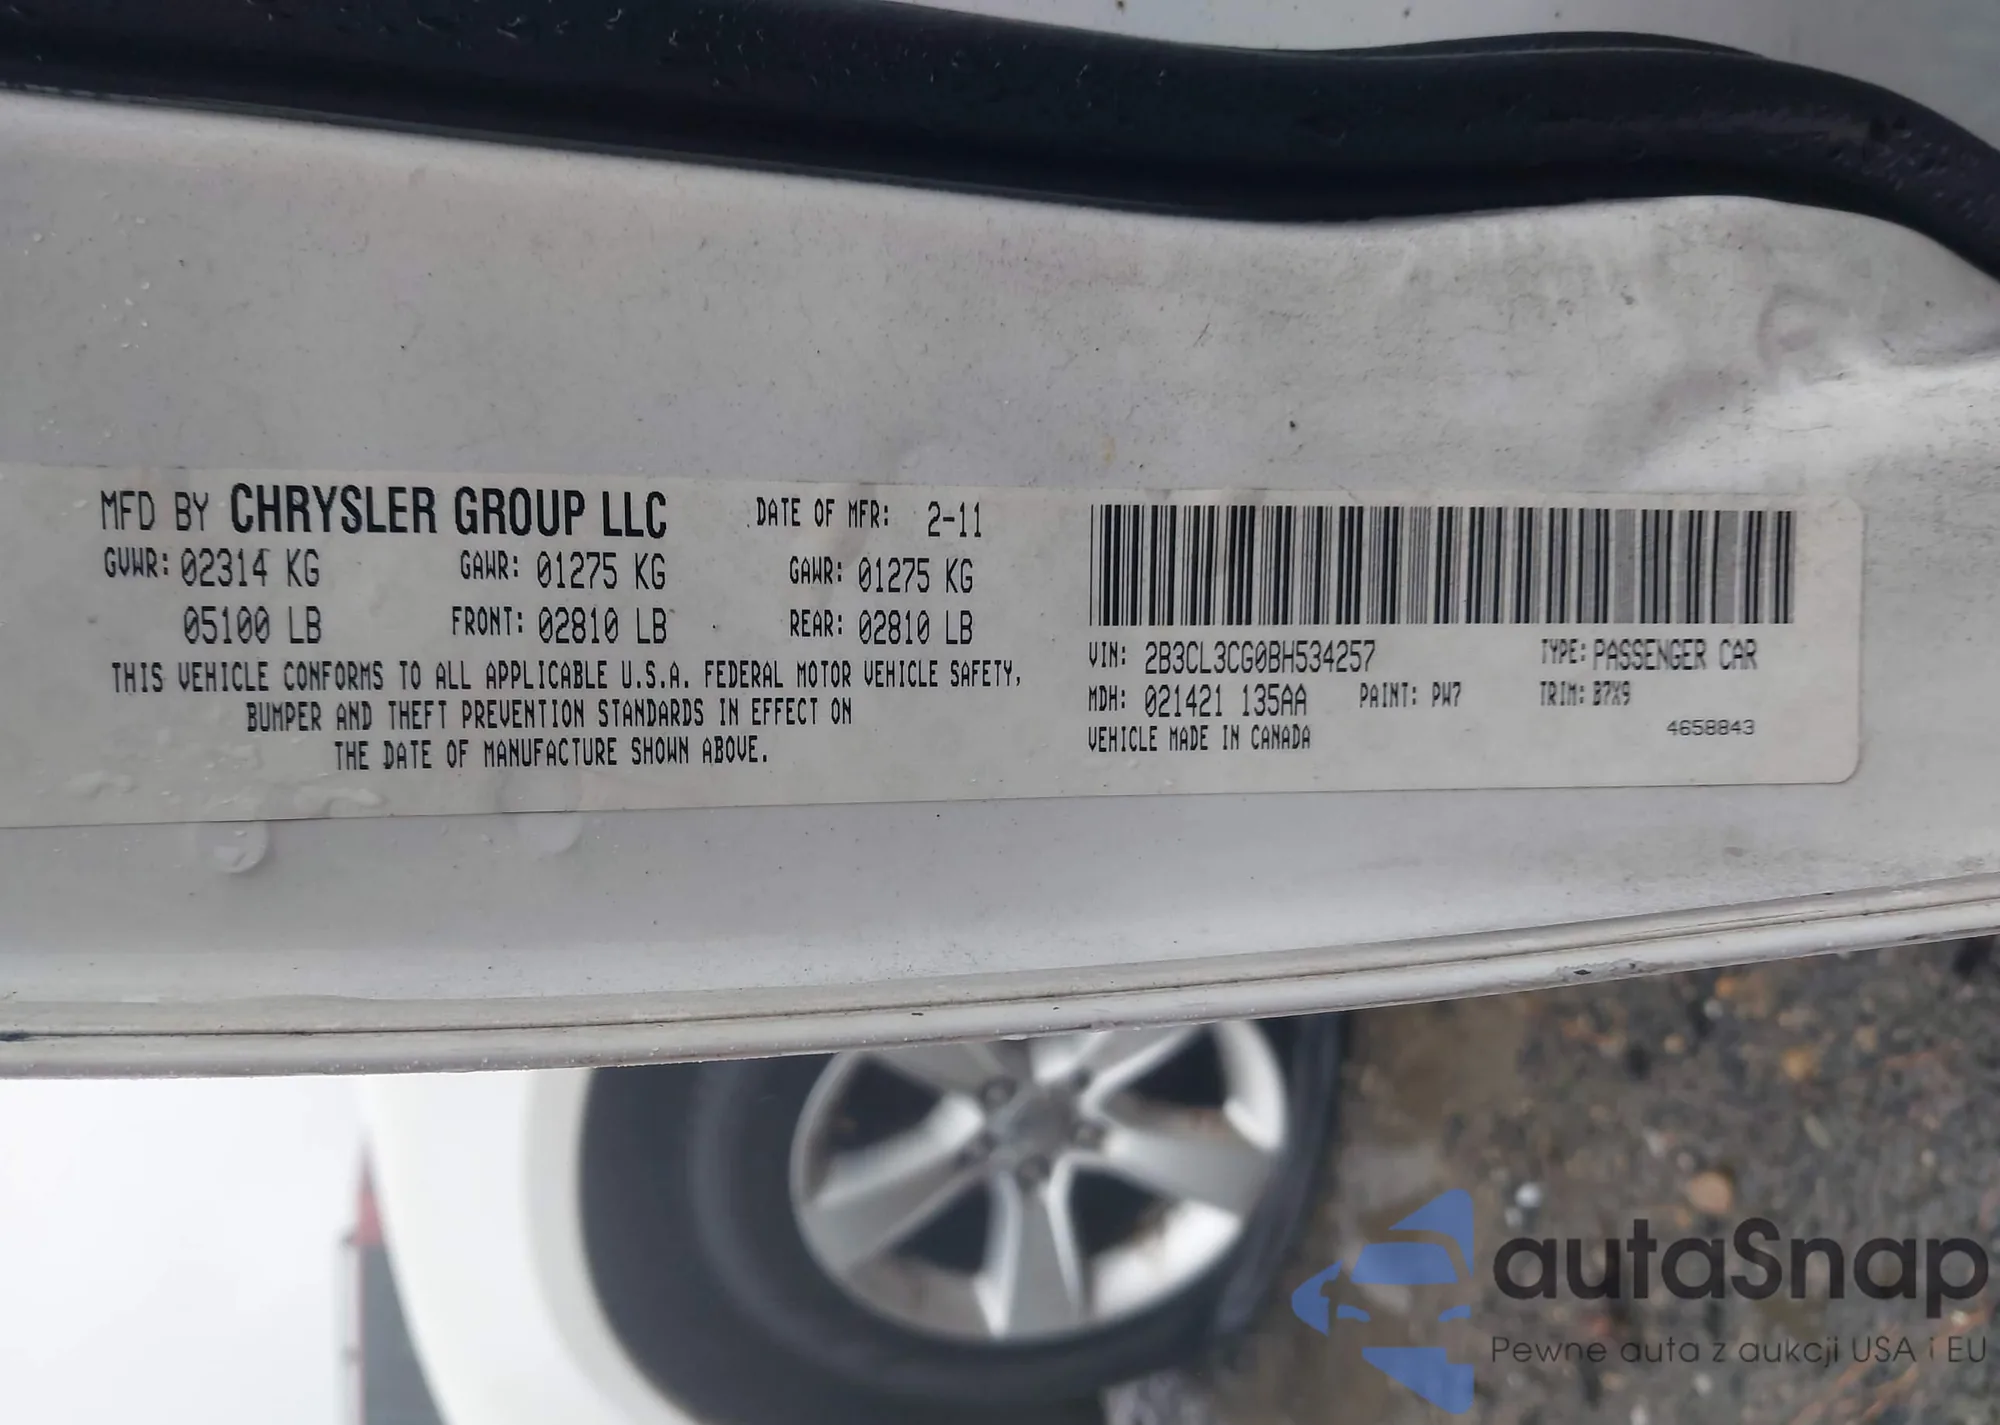 MFD BY CHRYSLER GROUP LLC
DATE OF MFR: 2-11
GVWR: 02314 KG
GAWR: 01275 KG
GAWR: 01275 KG
05100 LB
FRONT: 02810 LB
REAR: 02810 LB
THIS VEHICLE CONFORMS TO ALL APPLICABLE U.S.A. FEDERAL MOTOR VEHICLE SAFETY,
BUMPER AND THEFT PREVENTION STANDARDS IN EFFECT ON
THE DATE OF MANUFACTURE SHOWN ABOVE.
VIN: 2B3CL3CG0BH534257
TYPE: PASSENGER CAR
MDH: 021421 135AA
PAINT: PW7
TRIM: B7X9
VEHICLE MADE IN CANADA
4658843
autaSnap
Pewne auta z aukcji USA i EU